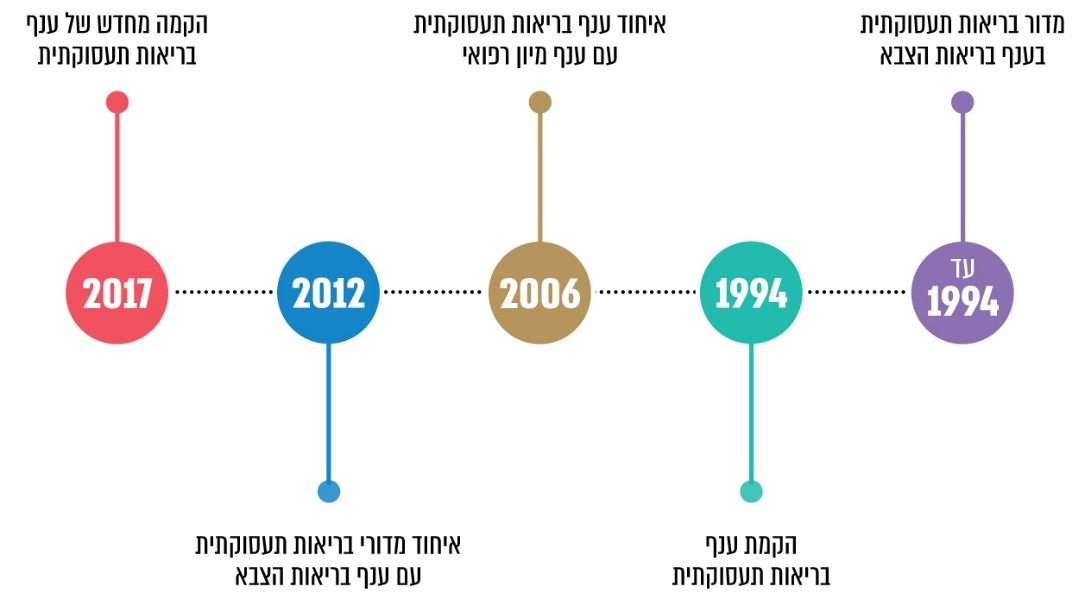 מדור בריאות תעסוקתית
בענף בריאות הצבא
עד
1994
1994
הקמת ענף
בריאות תעסוקתית
איחוד ענף בריאות תעסוקתית
עם ענף מיון רפואי
2006
2012
איחוד מדורי בריאות תעסוקתית
עם ענף בריאות הצבא
הקמה מחדש של ענף
בריאות תעסוקתית
2017